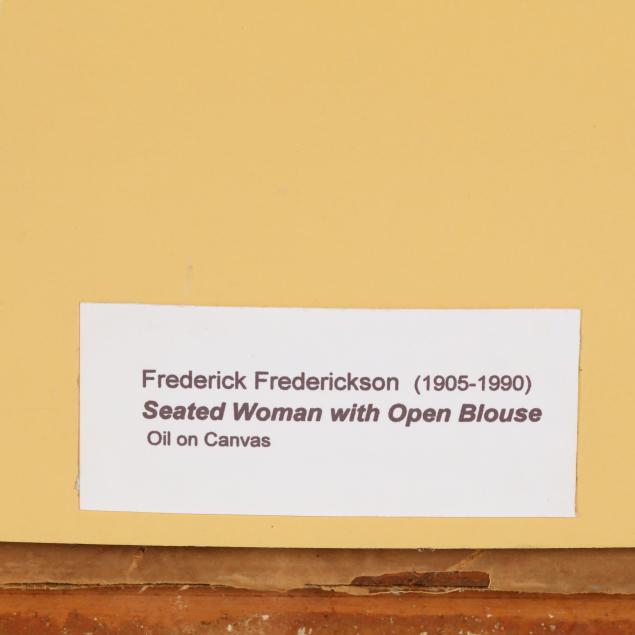 Frederick Frederickson (1905-1990)
Seated Woman with Open Blouse
Oil on Canvas